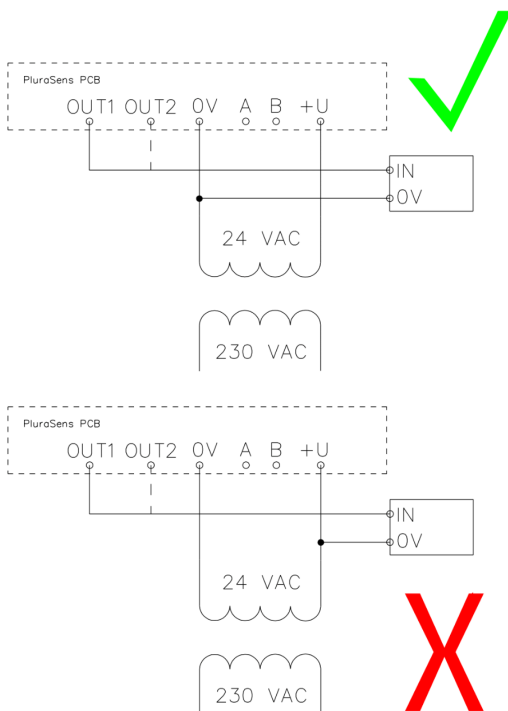 PluraSens PCB
OUT1 OUT2 0V A B +U
IN
0V
24 VAC
230 VAC
PluraSens PCB
OUT1 OUT2 0V A B +U
IN
0V
24 VAC
230 VAC